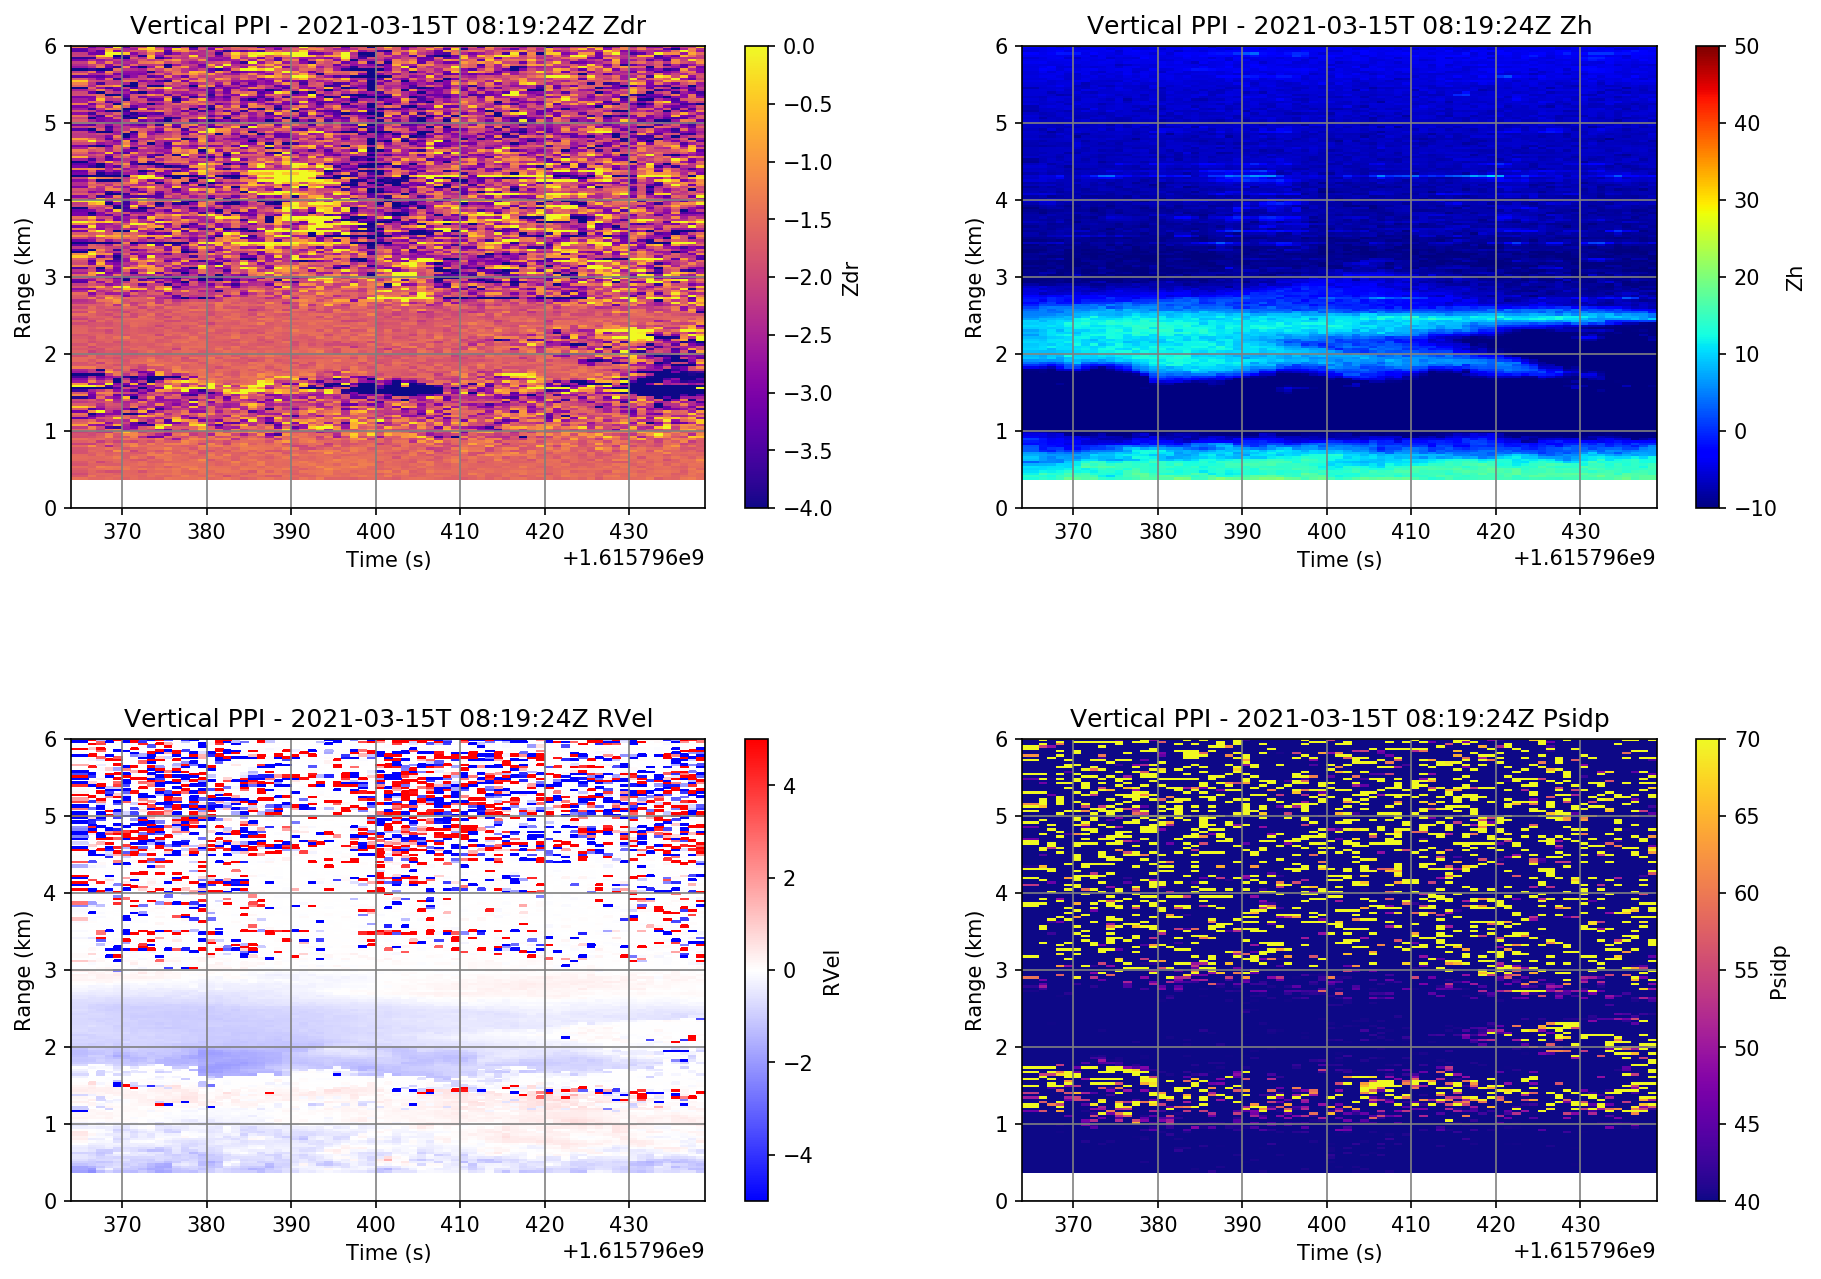 Vertical PPI - 2021-03-15T 08:19:24Z Zdr
6
5
4
3
2
1
0
Range (km)
370 380 390 400 410 420 430
Time (s)
+1.615796e9
0.0
−0.5
−1.0
−1.5
−2.0
−2.5
−3.0
−3.5
−4.0
Zdr
Vertical PPI - 2021-03-15T 08:19:24Z Zh
6
5
4
3
2
1
0
Range (km)
370 380 390 400 410 420 430
Time (s)
+1.615796e9
50
40
30
20
10
0
−10
Zh
Vertical PPI - 2021-03-15T 08:19:24Z RVel
6
5
4
3
2
1
0
Range (km)
370 380 390 400 410 420 430
Time (s)
+1.615796e9
4
2
0
−2
−4
RVel
Vertical PPI - 2021-03-15T 08:19:24Z Psidp
6
5
4
3
2
1
0
Range (km)
370 380 390 400 410 420 430
Time (s)
+1.615796e9
70
65
60
55
50
45
40
Psidp